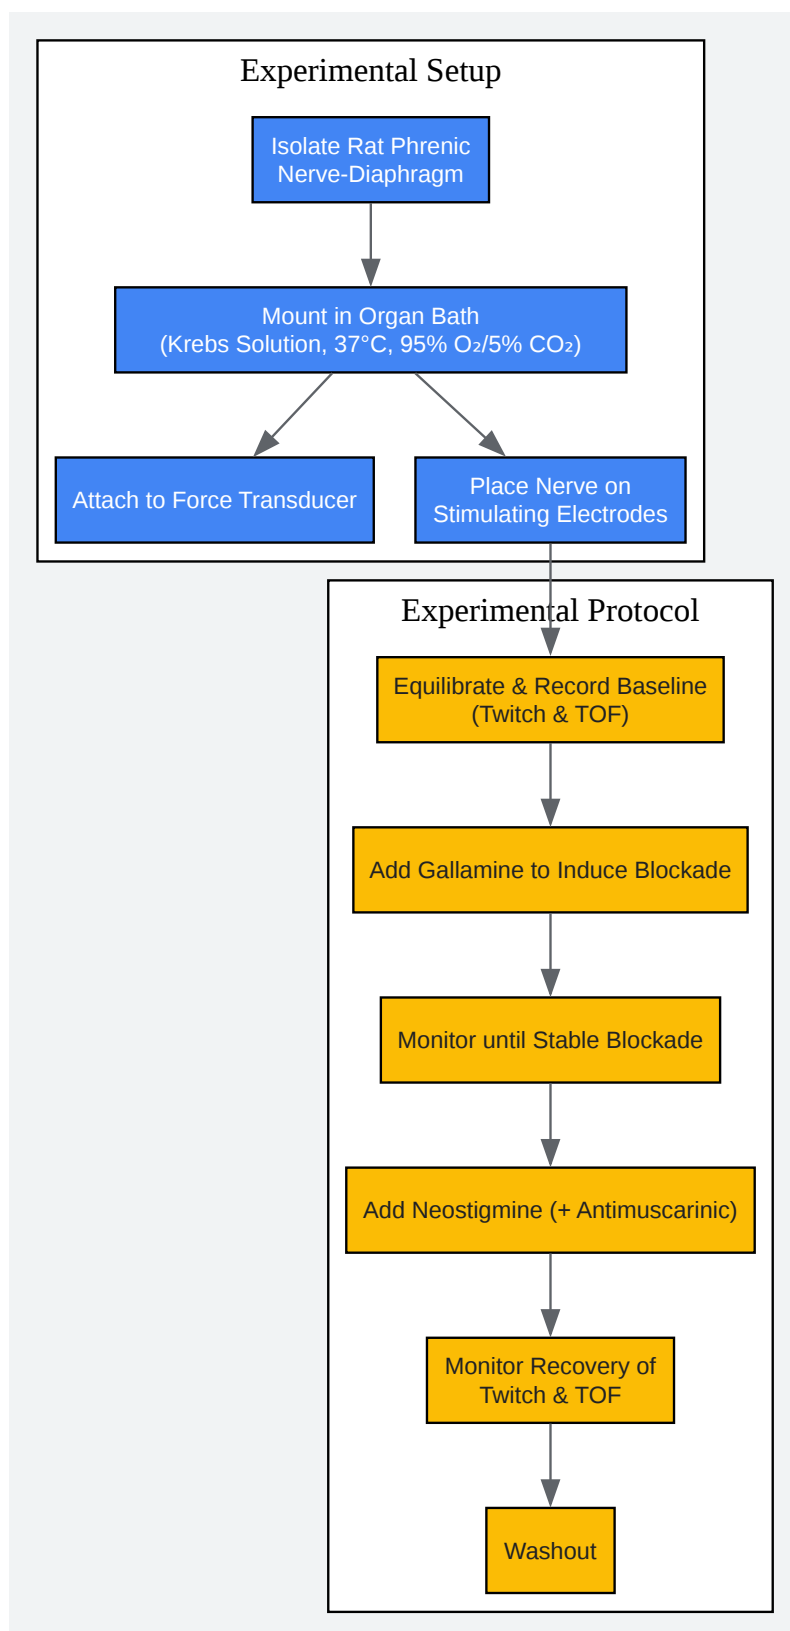 Experimental Setup
Isolate Rat Phrenic
Nerve-Diaphragm
Mount in Organ Bath
(Krebs Solution, 37°C, 95% O₂/5% CO₂)
Attach to Force Transducer
Place Nerve on
Stimulating Electrodes
Experimental Protocol
Equilibrate & Record Baseline
(Twitch & TOF)
Add Gallamine to Induce Blockade
Monitor until Stable Blockade
Add Neostigmine (+ Antimuscarinic)
Monitor Recovery of
Twitch & TOF
Washout